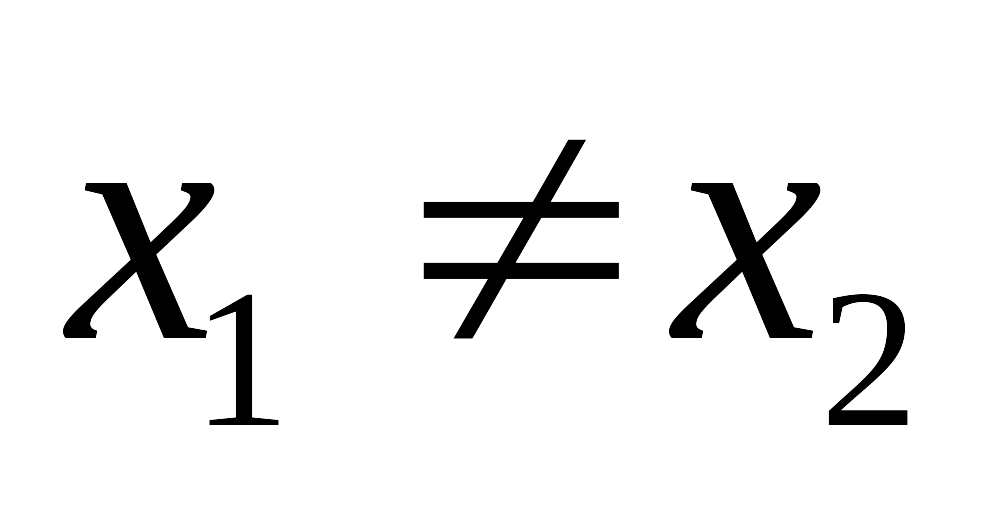 x₁ ≠ x₂